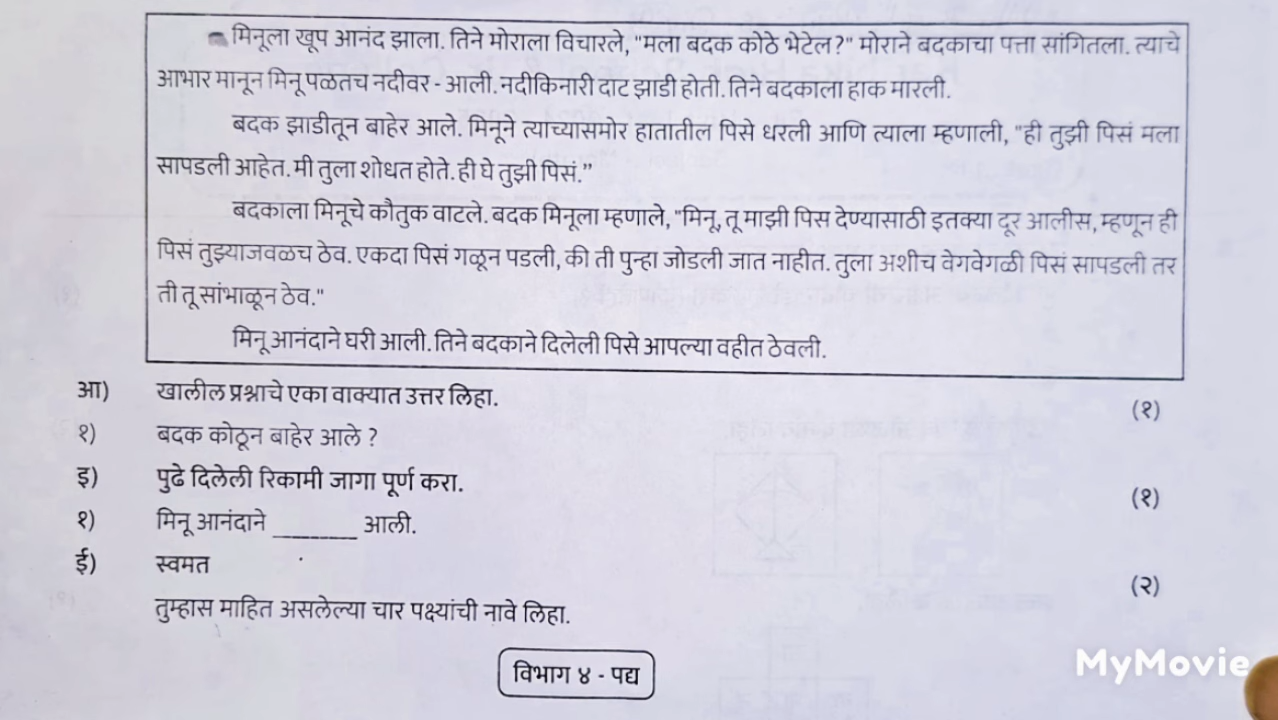 मिनूला खूप आनंद झाला. तिने मोराला विचारले, "मला बदक कोठे भेटेल?" मोराने बदकाचा पत्ता सांगितला. त्याचे
आभार मानून मिनू पळतच नदीवर - आली. नदीकिनारी दाट झाडी होती. तिने बदकाला हाक मारली.
बदक झाडीतून बाहेर आले. मिनूने त्याच्यासमोर हातातील पिसे धरली आणि त्याला म्हणाली, "ही तुझी पिसं मला
सापडली आहेत. मी तुला शोधत होते. ही घे तुझी पिसं."
बदकाला मिनूचे कौतुक वाटले. बदक मिनूला म्हणाले, "मिनू, तू माझी पिस देण्यासाठी इतक्या दूर आलीस, म्हणून ही
पिसं तुझ्याजवळच ठेव. एकदा पिसं गळून पडली, की ती पुन्हा जोडली जात नाहीत. तुला अशीच वेगवेगळी पिसं सापडली तर
ती तू सांभाळून ठेव."
मिनू आनंदाने घरी आली. तिने बदकाने दिलेली पिसे आपल्या वहीत ठेवली.
आ) खालील प्रश्नाचे एका वाक्यात उत्तर लिहा. (१)
१) बदक कोठून बाहेर आले ?
इ) पुढे दिलेली रिकामी जागा पूर्ण करा. (१)
१) मिनू आनंदाने ______ आली.
ई) स्वमत (२)
तुम्हास माहित असलेल्या चार पक्ष्यांची नावे लिहा.
विभाग ४ - पद्य
MyMovie